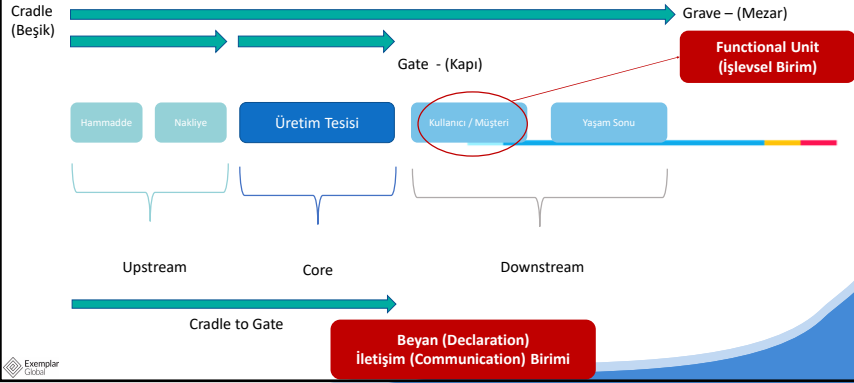 Cradle
(Beşik)
Grave – (Mezar)
Gate - (Kapı)
Functional Unit
(İşlevsel Birim)
Hammadde
Nakliye
Üretim Tesisi
Kullanıcı / Müşteri
Yaşam Sonu
Upstream
Core
Downstream
Cradle to Gate
Beyan (Declaration)
İletişim (Communication) Birimi
Exemplar
Global